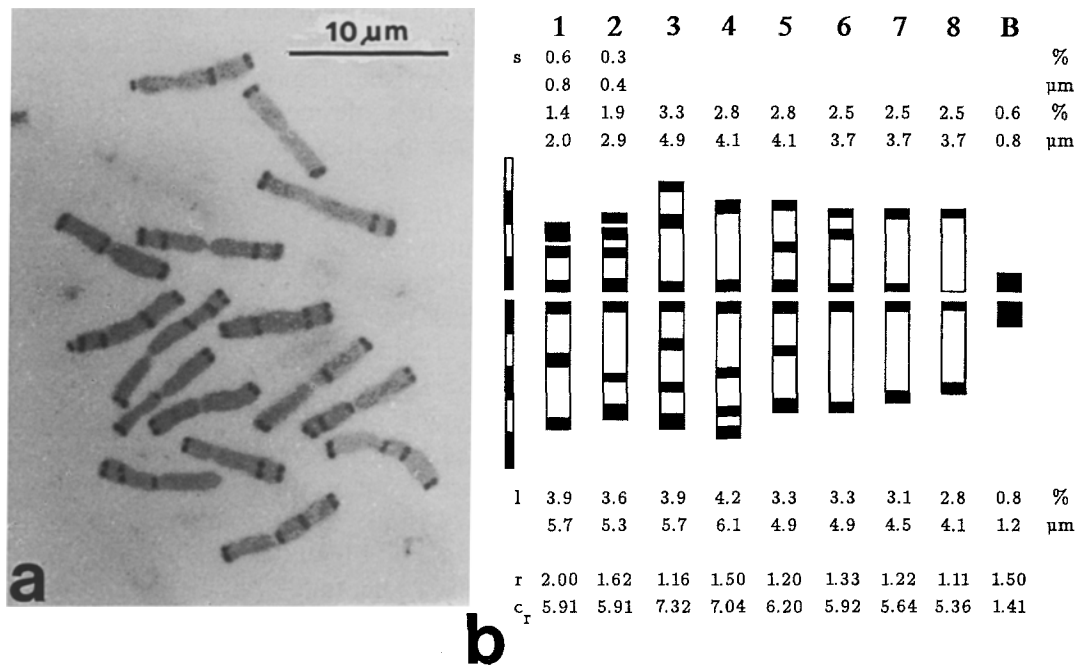 10 µm
a
1 2 3 4 5 6 7 8 B
s 0.6 0.3 %
0.8 0.4 µm
1.4 1.9 3.3 2.8 2.8 2.5 2.5 2.5 0.6 %
2.0 2.9 4.9 4.1 4.1 3.7 3.7 3.7 0.8 µm
l 3.9 3.6 3.9 4.2 3.3 3.3 3.1 2.8 0.8 %
5.7 5.3 5.7 6.1 4.9 4.9 4.5 4.1 1.2 µm
r 2.00 1.62 1.16 1.50 1.20 1.33 1.22 1.11 1.50
cr 5.91 5.91 7.32 7.04 6.20 5.92 5.64 5.36 1.41
b